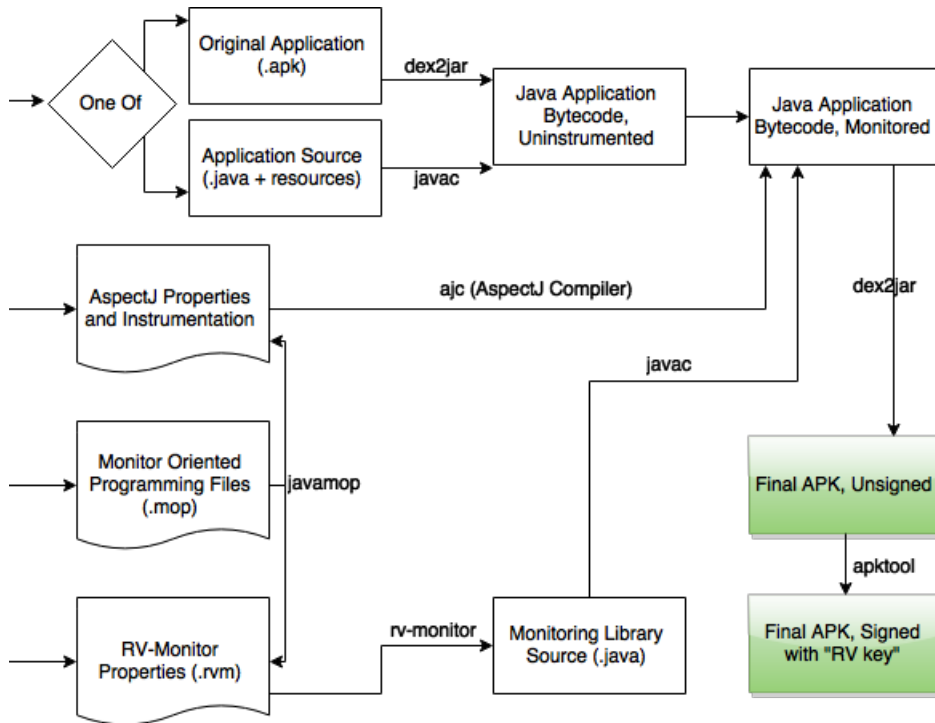 One Of
Original Application
(.apk)
dex2jar
Application Source
(.java + resources)
javac
Java Application
Bytecode,
Uninstrumented
Java Application
Bytecode, Monitored
AspectJ Properties
and Instrumentation
ajc (AspectJ Compiler)
dex2jar
javac
Monitor Oriented
Programming Files
(.mop)
javamop
Final APK, Unsigned
apktool
RV-Monitor
Properties (.rvm)
rv-monitor
Monitoring Library
Source (.java)
Final APK, Signed
with "RV key"